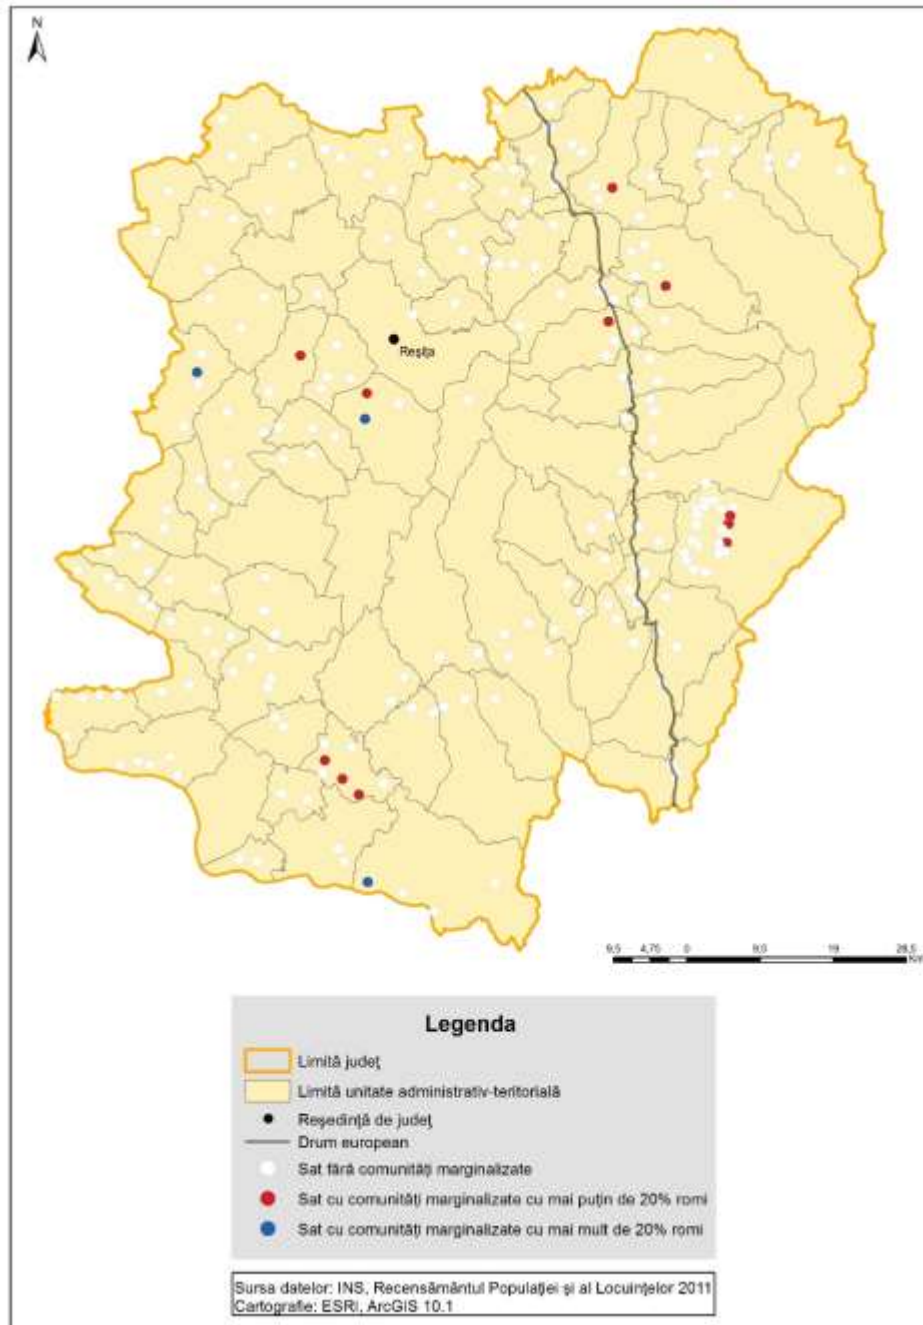 N
Reșița
9,5 4,75 0 9,5 19 28,5
Km
Legenda
Limită județ
Limită unitate administrativ-teritorială
Reședință de județ
Drum european
Sat fără comunități marginalizate
Sat cu comunități marginalizate cu mai puțin de 20% romi
Sat cu comunități marginalizate cu mai mult de 20% romi
Sursa datelor: INS, Recensământul Populației și al Locuințelor 2011
Cartografie: ESRI, ArcGIS 10.1